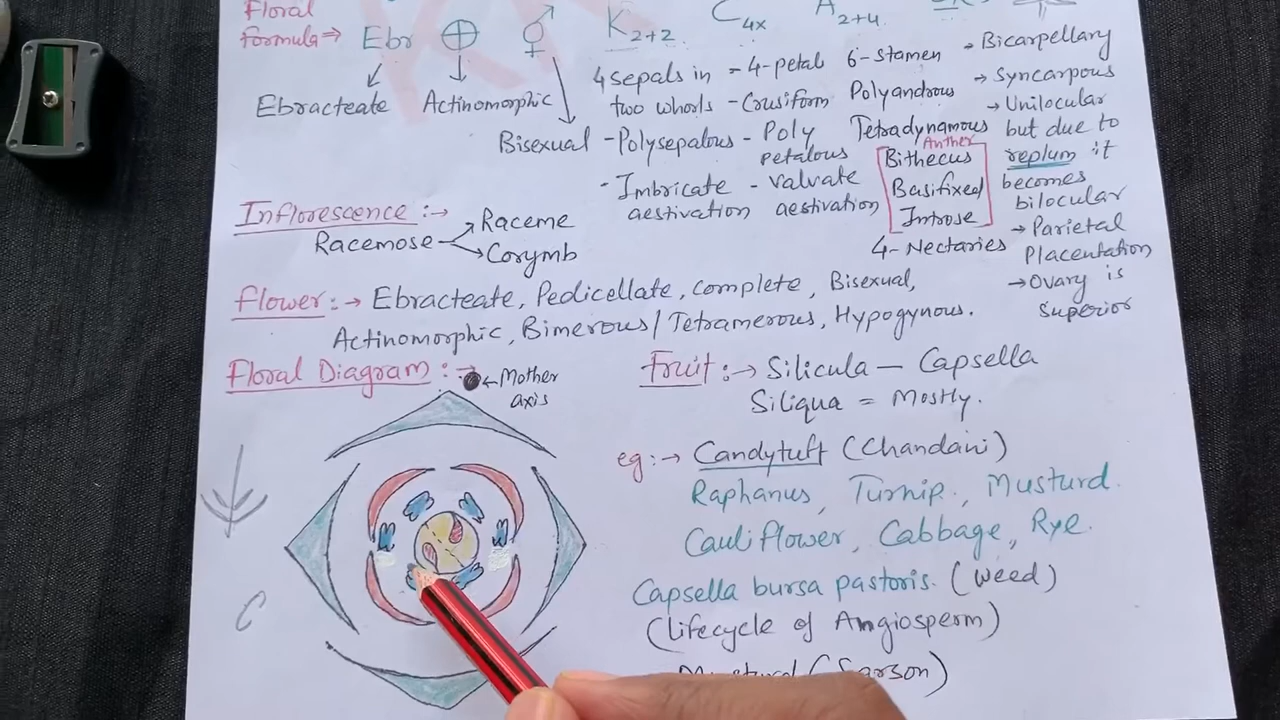 Floral
formula⇒ Ebr ⊕ ⚥ K2+2 C4x A2+4
Ebracteate Actinomorphic Bisexual
4 sepals in
two whorls
-Polysepalous
-Imbricate
aestivation
= 4-petal
-Crusiform
-Poly
petalous
-valvate
aestivation
6-stamen
Polyandrous
Tetradynamous
Anther
Bithecus
Basifixed
Introse
4-Nectaries
→ Bicarpellary
→ Syncarpous
→ Unilocular
but due to
replum it
becomes
bilocular
→ Parietal
Placentation
→ Ovary is
superior
Inflorescence :→
Racemose → Raceme
→ Corymb
Flower:→ Ebracteate, Pedicellate, complete, Bisexual,
Actinomorphic, Bimerous/Tetramerous, Hypogynous.
Floral Diagram:→
←Mother
axis
Fruit:→ Silicula — Capsella
Siliqua = Mostly.
eg:→ Candytuft (Chandani)
Raphanus, Turnip, Musturd.
Cauliflower, Cabbage, Rye.
Capsella bursa pastoris. (weed)
(lifecycle of Angiosperm)
(Sarson)
C